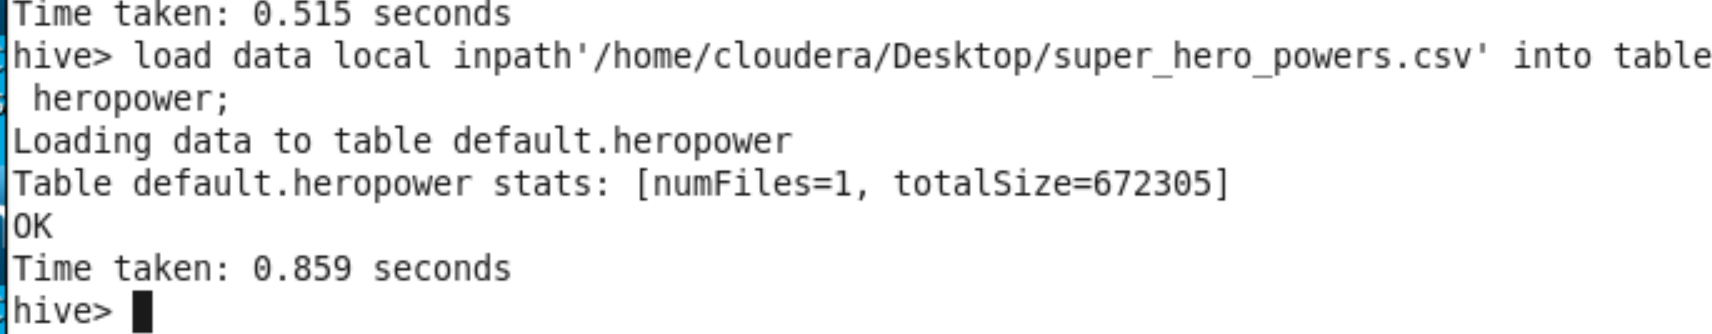 Time taken: 0.515 seconds
hive> load data local inpath'/home/cloudera/Desktop/super_hero_powers.csv' into table
 heropower;
Loading data to table default.heropower
Table default.heropower stats: [numFiles=1, totalSize=672305]
OK
Time taken: 0.859 seconds
hive>